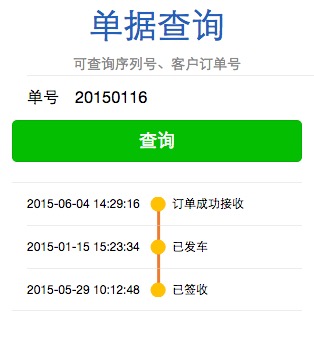 单据查询
可查询序列号、客户订单号
单号 20150116
查询
2015-06-04 14:29:16 订单成功接收
2015-01-15 15:23:34 已发车
2015-05-29 10:12:48 已签收